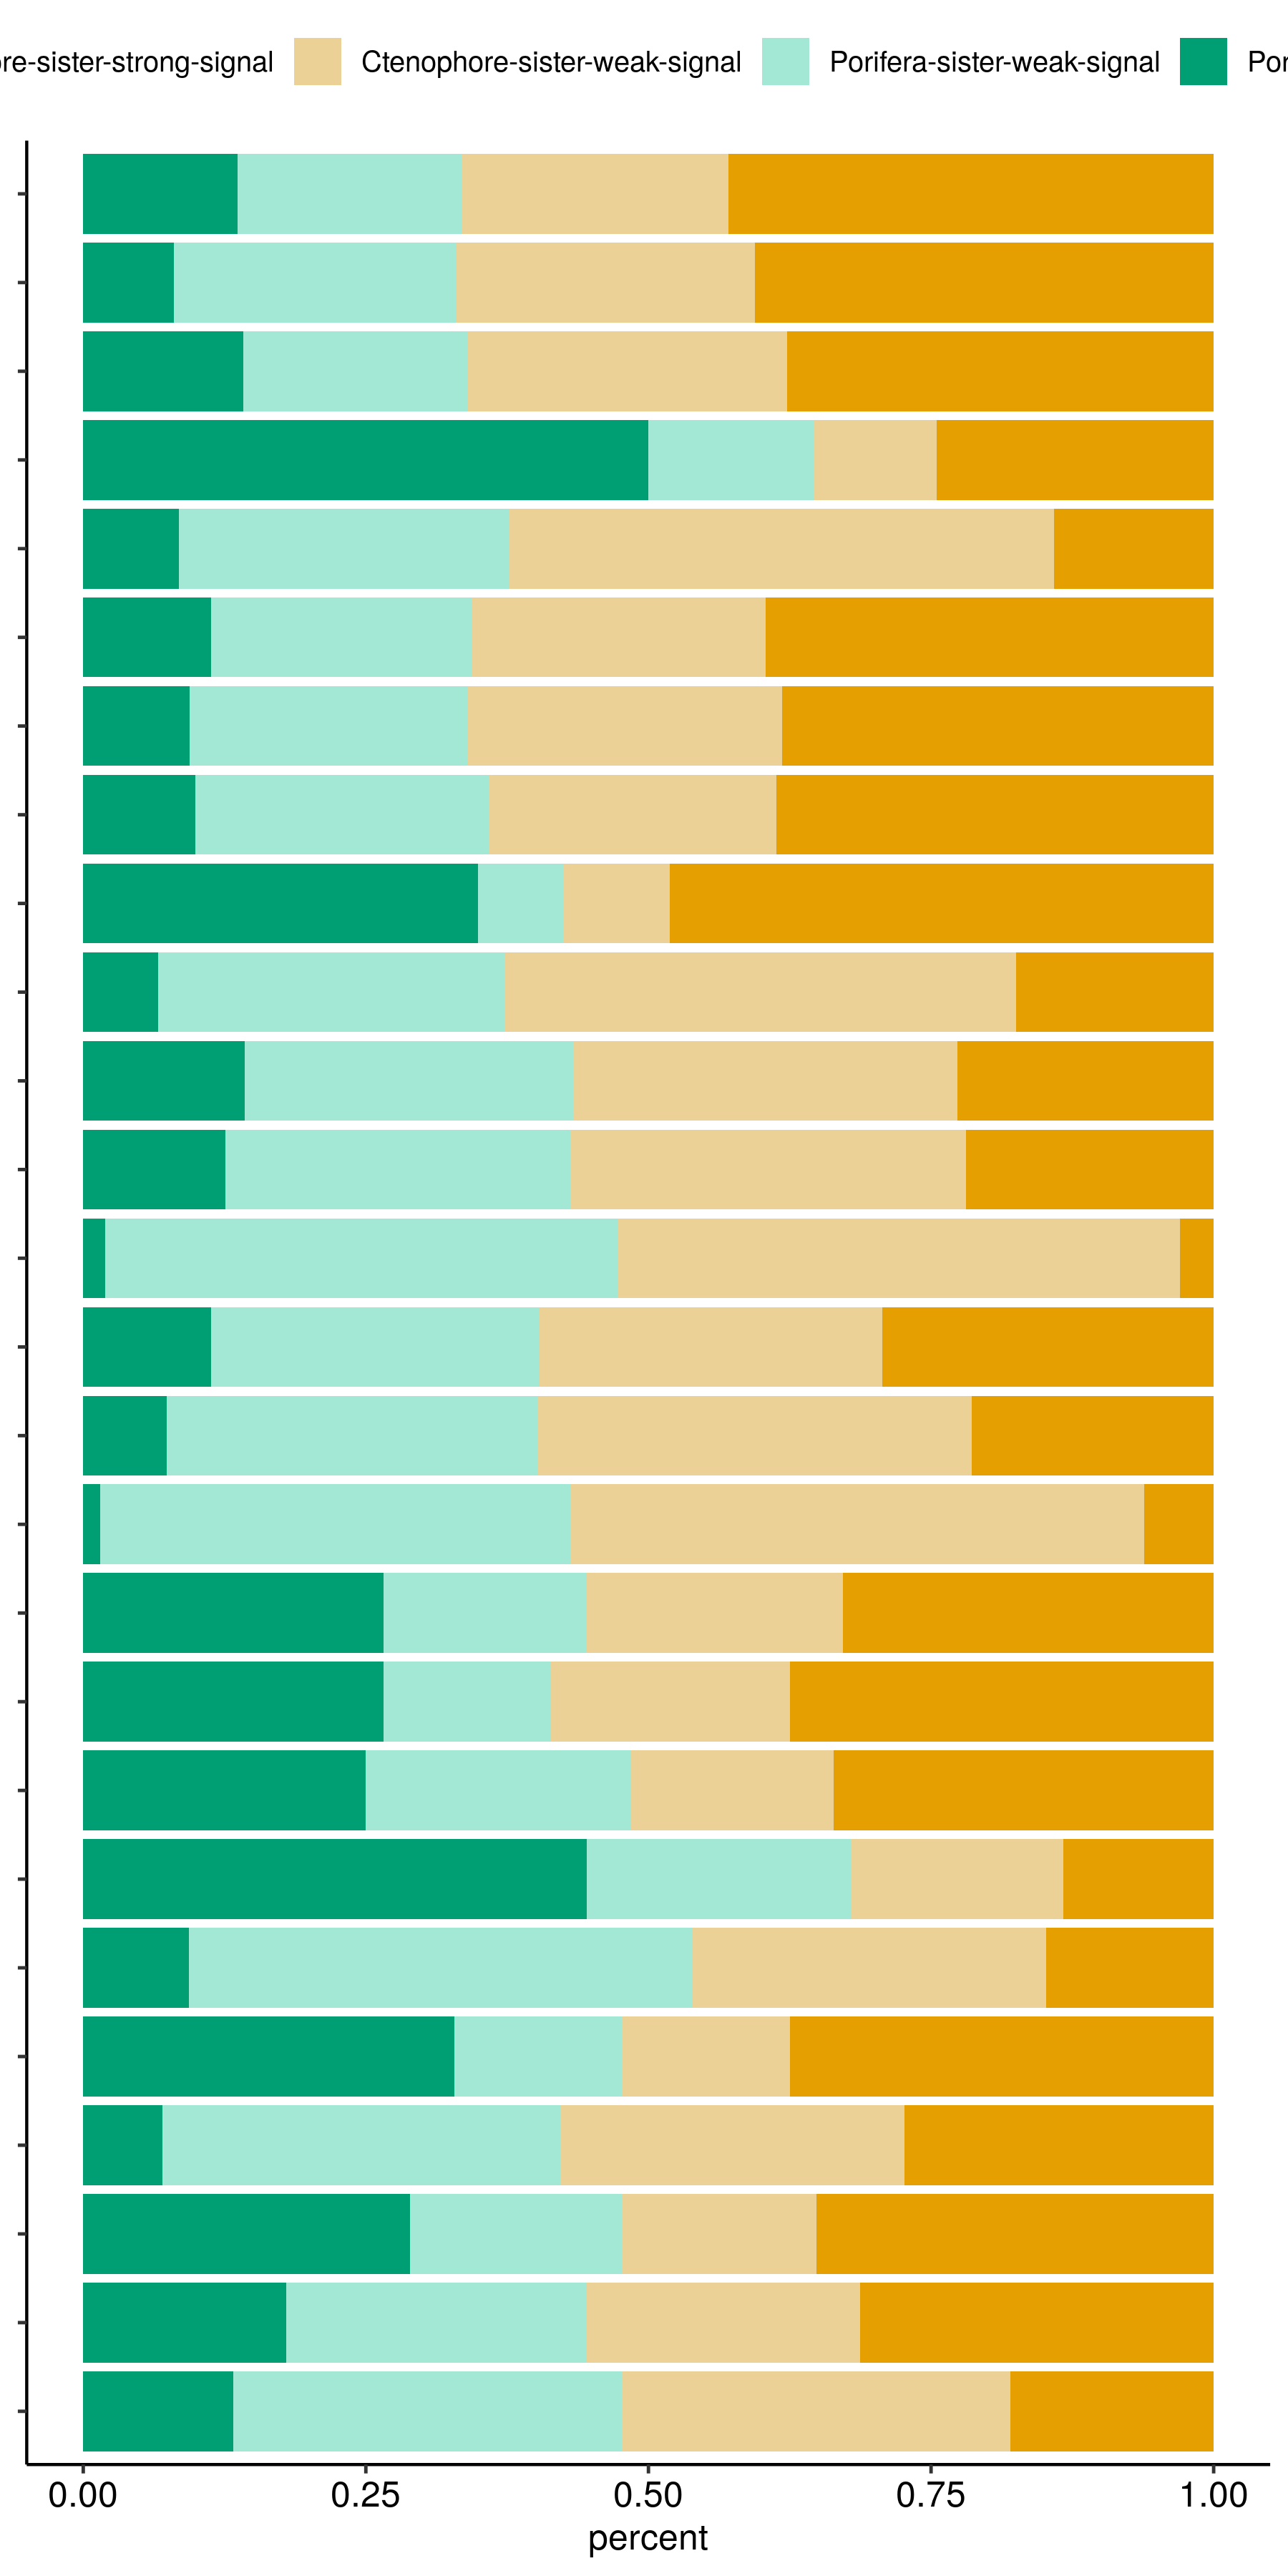 re-sister-strong-signal Ctenophore-sister-weak-signal Porifera-sister-weak-signal Por
0.00 0.25 0.50 0.75 1.00
percent